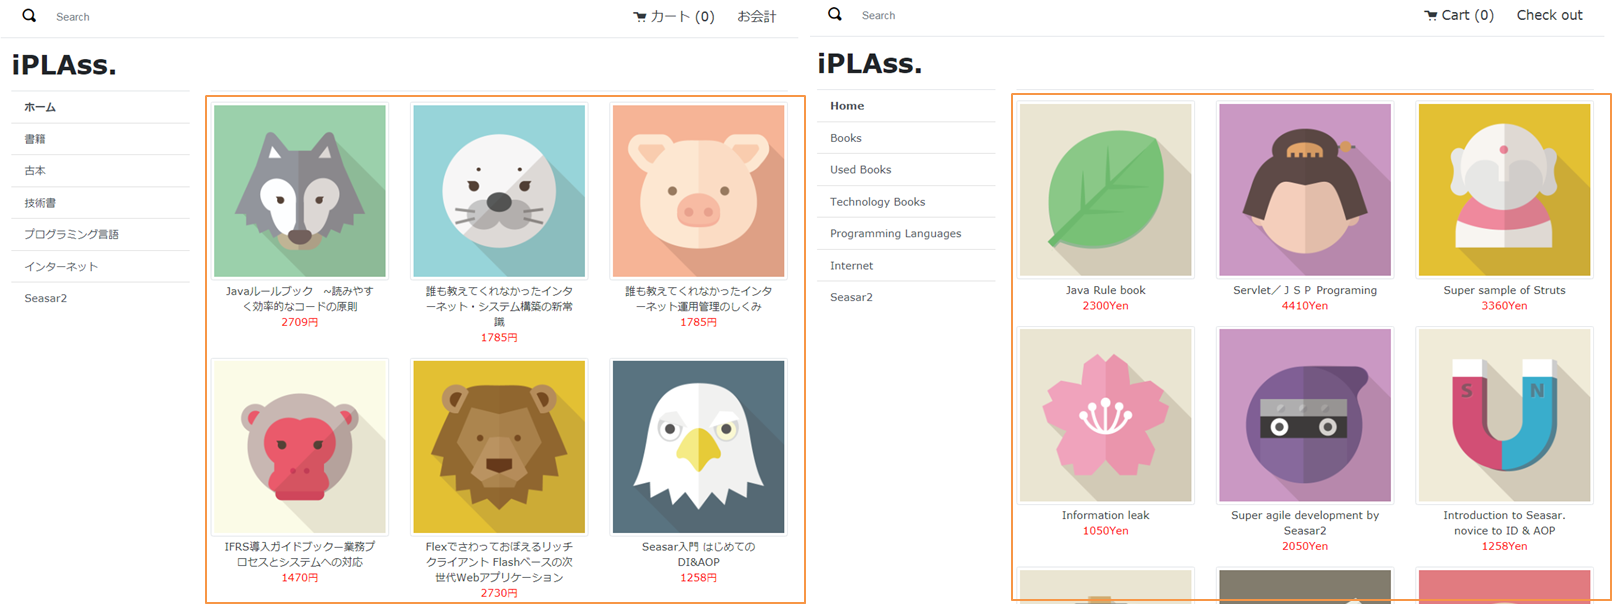 Search
カート (0)
お会計
iPLAss.
ホーム
書籍
古本
技術書
プログラミング言語
インターネット
Seasar2
Javaルールブック　~読みやす
く効率的なコードの原則
2709円
誰も教えてくれなかったインタ
ーネット・システム構築の新常
識
1785円
誰も教えてくれなかったインタ
ーネット運用管理のしくみ
1785円
IFRS導入ガイドブックー業務プ
ロセスとシステムへの対応
1470円
Flexでさわっておぼえるリッチ
クライアント Flashベースの次
世代Webアプリケーション
2730円
Seasar入門 はじめての
DI&AOP
1258円
Search
Cart (0)
Check out
iPLAss.
Home
Books
Used Books
Technology Books
Programming Languages
Internet
Seasar2
Java Rule book
2300Yen
Servlet／ＪＳＰ Programing
4410Yen
Super sample of Struts
3360Yen
S
N
Information leak
1050Yen
Super agile development by
Seasar2
2050Yen
Introduction to Seasar.
novice to ID & AOP
1258Yen